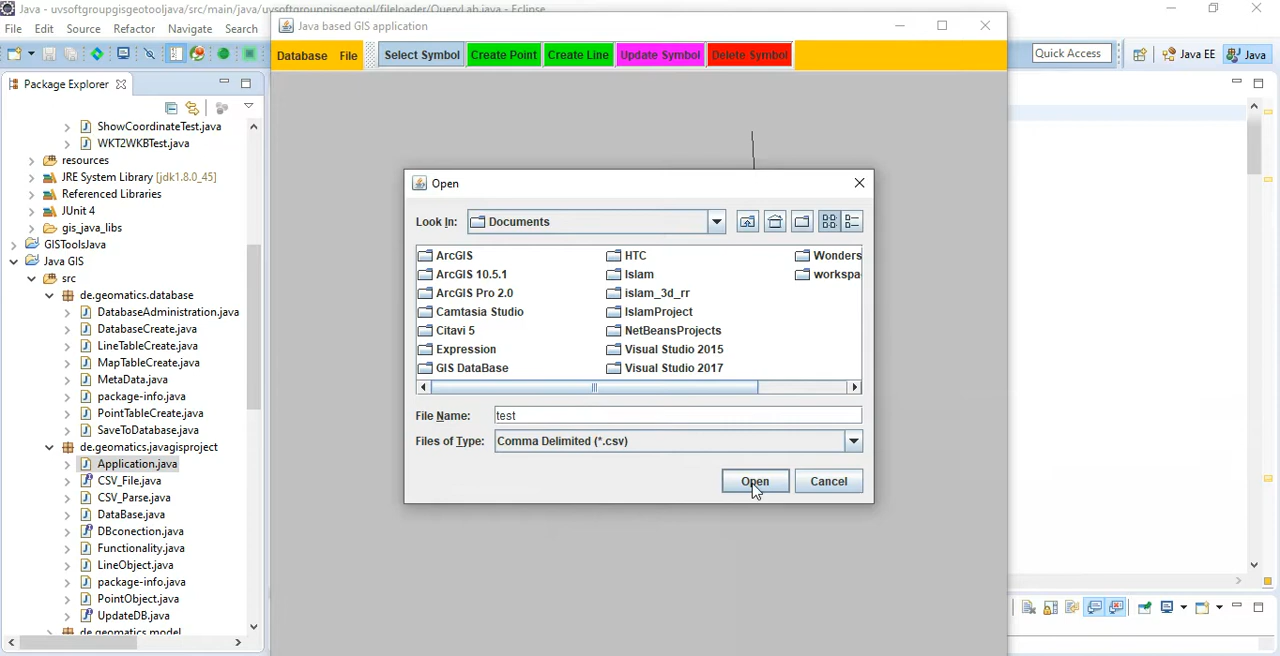 Java - uvsoftgroupgisgeotooljava/src/main/java/uvsoftgroupgisgeotool/fileloader/QueryLab.java - Eclipse
File Edit Source Refactor Navigate Search
Java based GIS application
Database File Select Symbol Create Point Create Line Update Symbol Delete Symbol
Quick Access Java EE Java
Package Explorer
ShowCoordinateTest.java
WKT2WKBTest.java
resources
JRE System Library [jdk1.8.0_45]
Referenced Libraries
JUnit 4
gis_java_libs
GISToolsJava
Java GIS
src
de.geomatics.database
DatabaseAdministration.java
DatabaseCreate.java
LineTableCreate.java
MapTableCreate.java
MetaData.java
package-info.java
PointTableCreate.java
SaveToDatabase.java
de.geomatics.javagisproject
Application.java
CSV_File.java
CSV_Parse.java
DataBase.java
DBconection.java
Functionality.java
LineObject.java
package-info.java
PointObject.java
UpdateDB.java
de.geomatics.model
Open
Look In: Documents
ArcGIS
ArcGIS 10.5.1
ArcGIS Pro 2.0
Camtasia Studio
Citavi 5
Expression
GIS DataBase
HTC
Islam
islam_3d_rr
IslamProject
NetBeansProjects
Visual Studio 2015
Visual Studio 2017
Wonders
workspa
File Name: test
Files of Type: Comma Delimited (*.csv)
Open Cancel